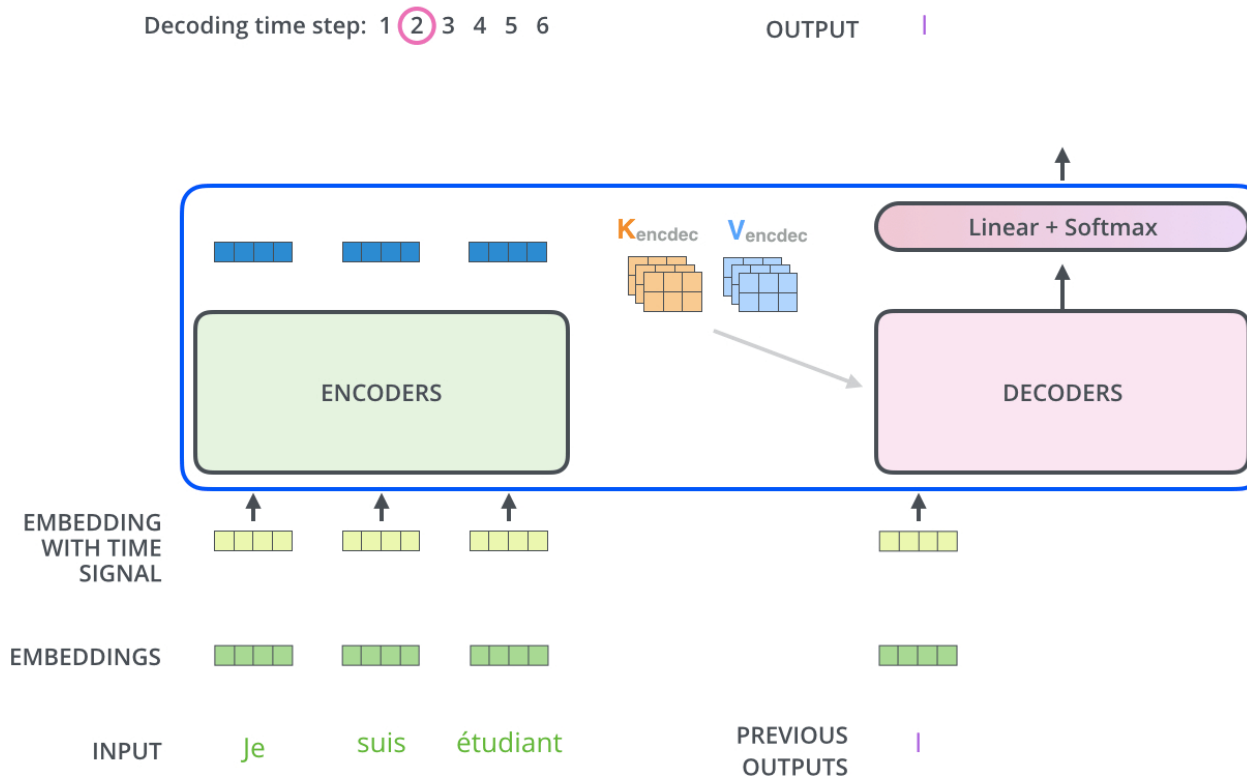 Decoding time step: 1 2 3 4 5 6
OUTPUT I
Kencdec Vencdec
Linear + Softmax
ENCODERS
DECODERS
EMBEDDING
WITH TIME
SIGNAL
EMBEDDINGS
INPUT Je suis étudiant
PREVIOUS
OUTPUTS
I